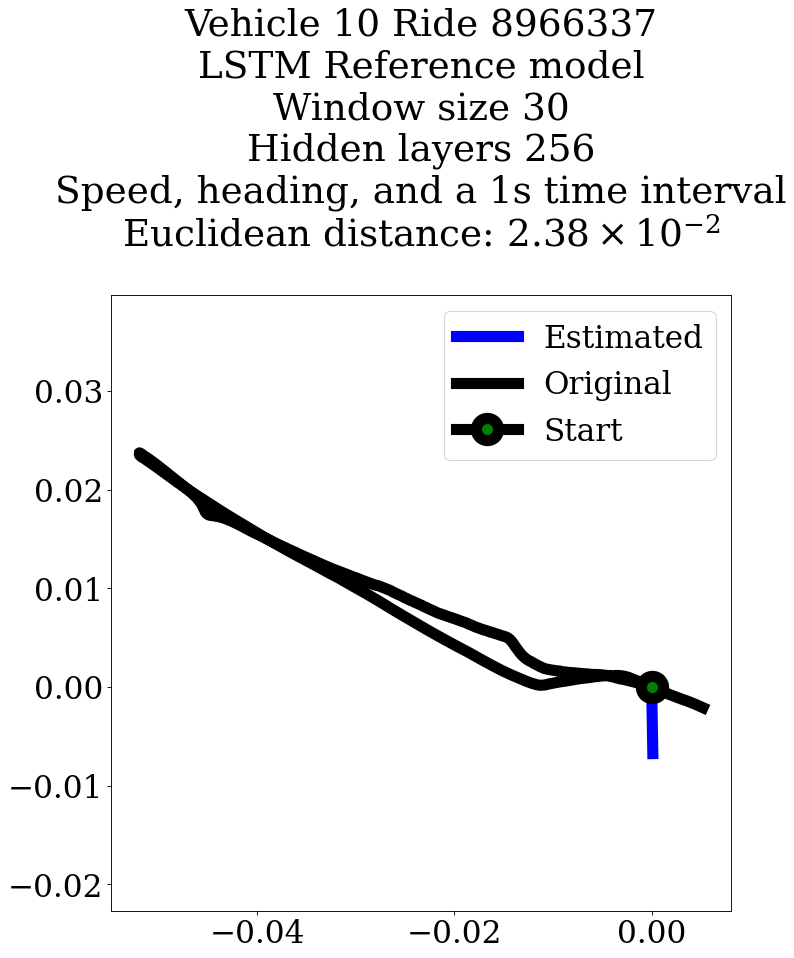 Vehicle 10 Ride 8966337
LSTM Reference model
Window size 30
Hidden layers 256
Speed, heading, and a 1s time interval
Euclidean distance: 2.38 × 10⁻²
Estimated
Original
Start
0.03
0.02
0.01
0.00
−0.01
−0.02
−0.04
−0.02
0.00